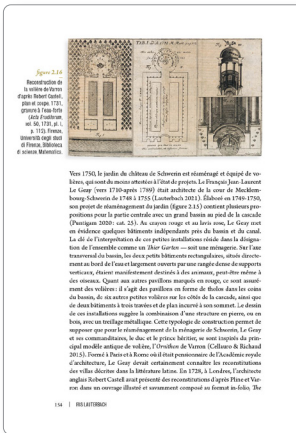 figure 2.14
Reconstruction de
la volière de Varron
d'après Robert Castell,
plan et coupe, 1731,
gravure à l'eau-forte
(Acta Eruditorum,
vol. 50, 1731, pl. I,
p. 112). Firenze,
Università degli studi
di Firenze, Biblioteca
di scienze, Matematica.
Vers 1750, le jardin du château de Schwerin est réaménagé et équipé de vo-
lières, qui sont du moins attestées à l'état de projets. Le Français Jean-Laurent
Le Geay (vers 1710-après 1786) était architecte de la cour de Mecklem-
bourg-Schwerin de 1748 à 1755 (Lauterbach 2021). Élaboré en 1749-1750,
son projet de réaménagement du jardin (figure 2.15) contient plusieurs pro-
positions pour la partie centrale avec un grand bassin au pied de la cascade
(Puntigam 2020: cat. 25). Au crayon rouge et au lavis rose, Le Geay met
en évidence quelques bâtiments indépendants près du bassin et du canal.
La clé de l'interprétation de ces petites installations réside dans la désigna-
tion de l'ensemble comme un Thier Garten — soit une ménagerie. Sur l'axe
transversal du bassin, les deux petits bâtiments rectangulaires, situés directe-
ment au bord de l'eau et largement ouverts par une rangée dense de supports
verticaux, étaient manifestement destinés à des animaux, peut-être même à
des oiseaux. Quant aux autres pavillons marqués en rouge, ce sont assuré-
ment des volières : il s'agit des pavillons en forme de tholos dans les coins
du bassin, de six autres petites volières sur les côtés de la cascade, ainsi que
de deux bâtiments à trois travées et de plan incurvé à son sommet. Le dessin
de ces installations suggère la combinaison d'une structure en pierre, ou en
bois, avec un treillage métallique. Cette typologie de construction permet de
supposer que pour le réaménagement de la ménagerie de Schwerin, Le Geay
et ses commanditaires, le duc et le prince héritier, se sont inspirés du prin-
cipal modèle antique de volière, l'Ornithon de Varron (Cellauro & Richaud
2015). Formé à Paris et à Rome où il était pensionnaire de l'Académie royale
d'architecture, Le Geay devait certainement connaître les reconstitutions
des villas décrites dans la littérature latine. En 1728, à Londres, l'architecte
anglais Robert Castell avait présenté des reconstitutions d'après Pline et Var-
ron dans un ouvrage illustré et savamment composé au format in-folio, The
134 | IRIS LAUTERBACH